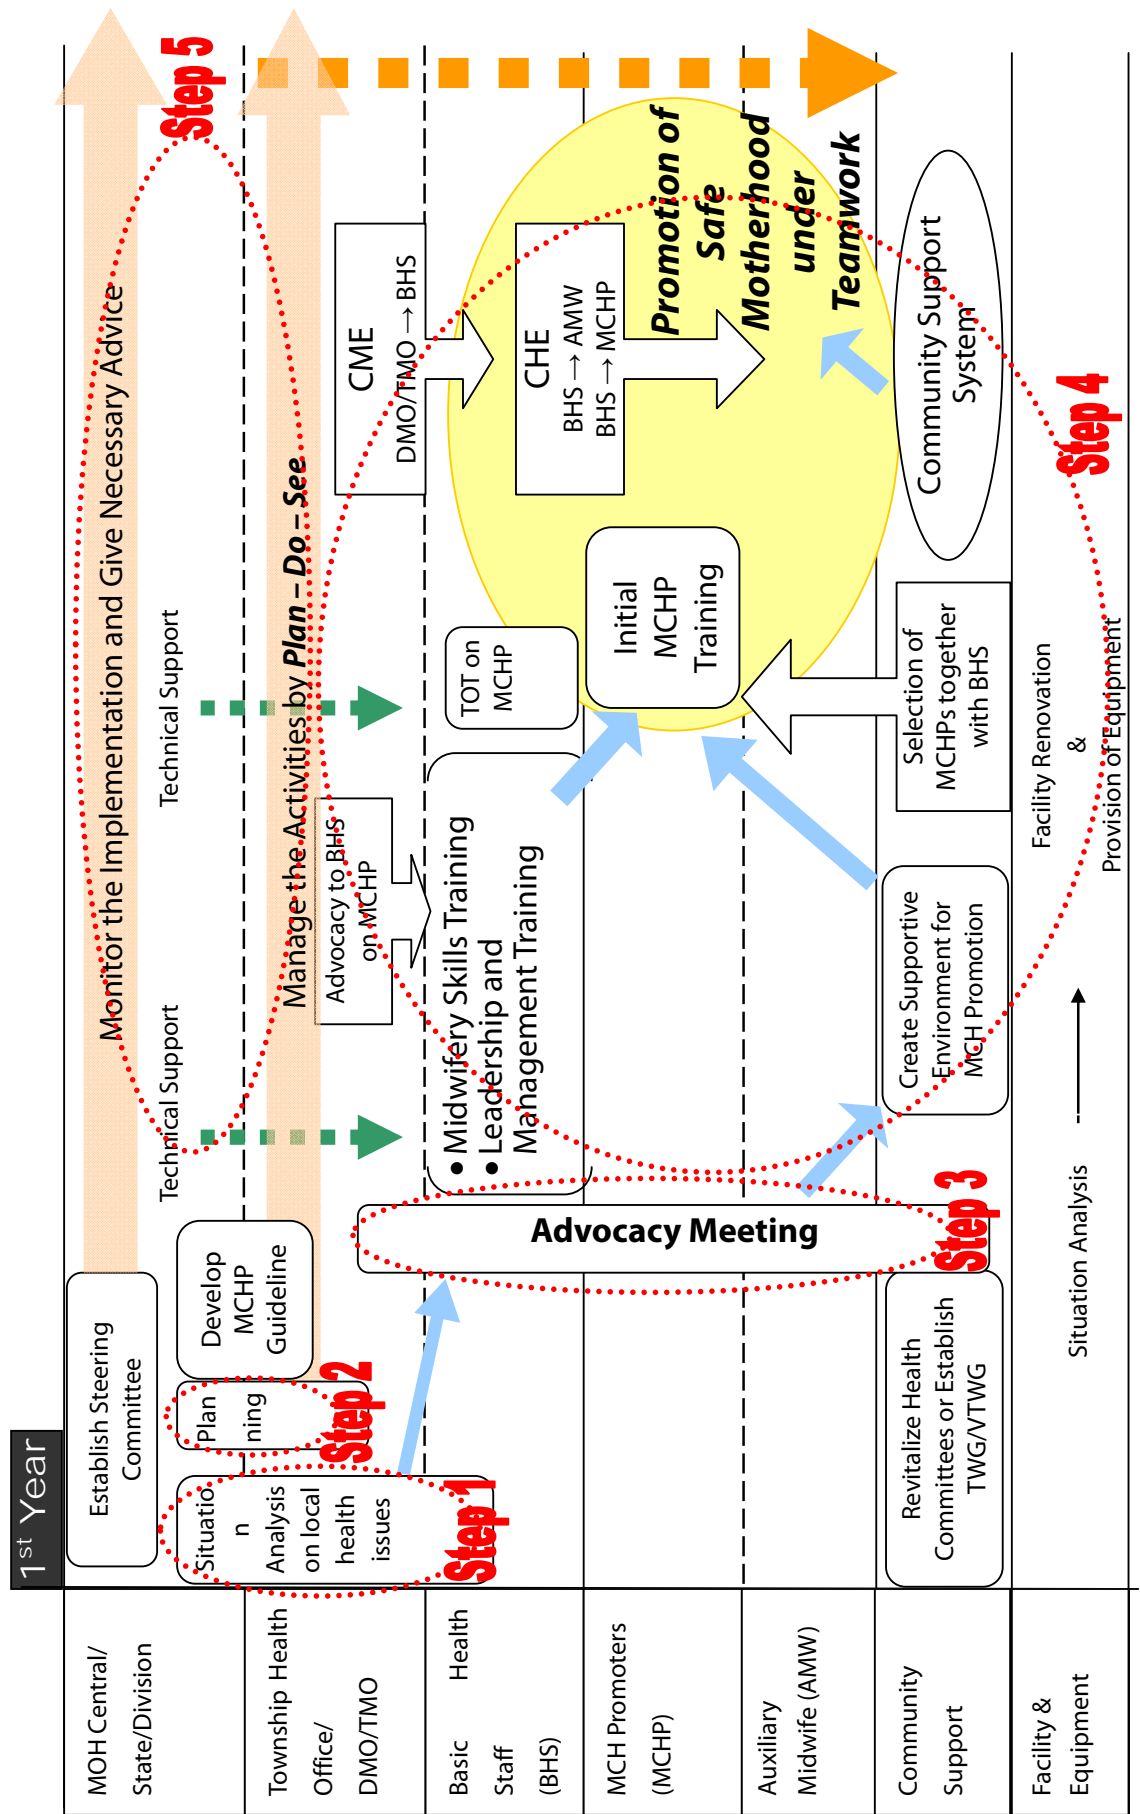 1st Year
MOH Central/
State/Division
Establish Steering
Committee
Monitor the Implementation and Give Necessary Advice
Technical Support
Technical Support
Step 5
Township Health
Office/
DMO/TMO
Situatio
n
Analysis
on local
health
issues
Step 1
Plan
ning
Step 2
Develop
MCHP
Guideline
Manage the Activities by Plan – Do – See
Advocacy to BHS
on MCHP
CME
DMO/TMO → BHS
Basic Health
Staff
(BHS)
• Midwifery Skills Training
• Leadership and
Management Training
TOT on
MCHP
CHE
BHS → AMW
BHS → MCHP
MCH Promoters
(MCHP)
Advocacy Meeting
Step 3
Initial
MCHP
Training
Promotion of
Safe
Motherhood
under
Teamwork
Auxiliary
Midwife (AMW)
Community
Support
Revitalize Health
Committees or Establish
TWG/VTWG
Create Supportive
Environment for
MCH Promotion
Selection of
MCHPs together
with BHS
Community Support
System
Facility &
Equipment
Situation Analysis
Facility Renovation
&
Provision of Equipment
Step 4